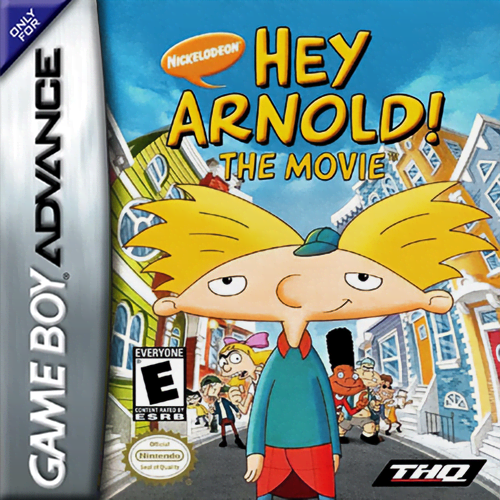 ONLY
FOR
GAME BOY ADVANCE
NICKELODEON
HEY
ARNOLD!
THE MOVIE
EVERYONE
E
CONTENT RATED BY
ESRB
Official
Nintendo
Seal of Quality
THQ